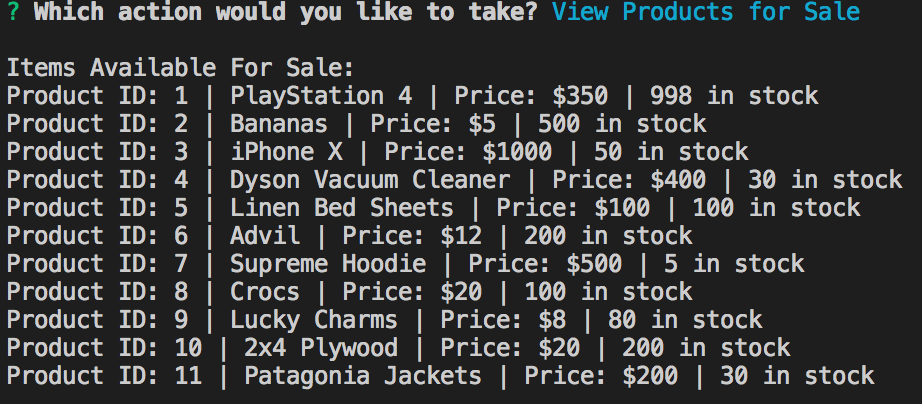 ? Which action would you like to take? View Products for Sale
Items Available For Sale:
Product ID: 1 | PlayStation 4 | Price: $350 | 998 in stock
Product ID: 2 | Bananas | Price: $5 | 500 in stock
Product ID: 3 | iPhone X | Price: $1000 | 50 in stock
Product ID: 4 | Dyson Vacuum Cleaner | Price: $400 | 30 in stock
Product ID: 5 | Linen Bed Sheets | Price: $100 | 100 in stock
Product ID: 6 | Advil | Price: $12 | 200 in stock
Product ID: 7 | Supreme Hoodie | Price: $500 | 5 in stock
Product ID: 8 | Crocs | Price: $20 | 100 in stock
Product ID: 9 | Lucky Charms | Price: $8 | 80 in stock
Product ID: 10 | 2x4 Plywood | Price: $20 | 200 in stock
Product ID: 11 | Patagonia Jackets | Price: $200 | 30 in stock